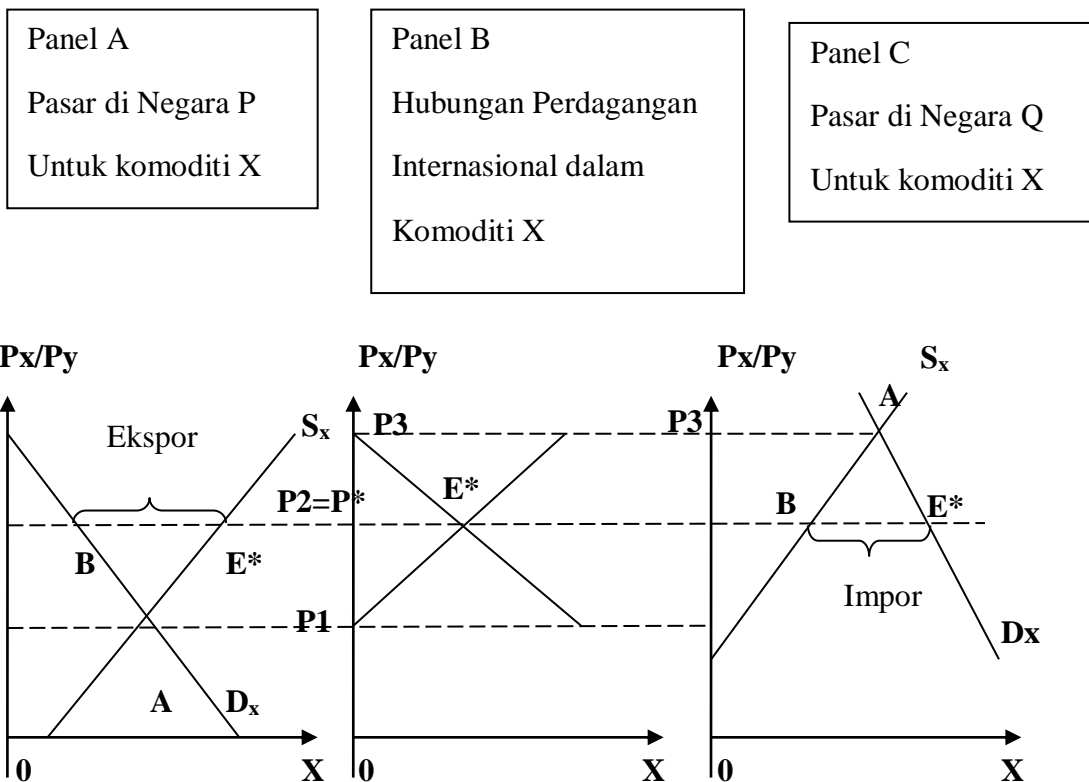 Panel A
Pasar di Negara P
Untuk komoditi X
Panel B
Hubungan Perdagangan
Internasional dalam
Komoditi X
Panel C
Pasar di Negara Q
Untuk komoditi X
Px/Py
Ekspor
Sx
B
E*
A
Dx
0
X
Px/Py
P3
P2=P*
E*
P1
0
X
Px/Py
Sx
A
P3
B
E*
Impor
Dx
0
X